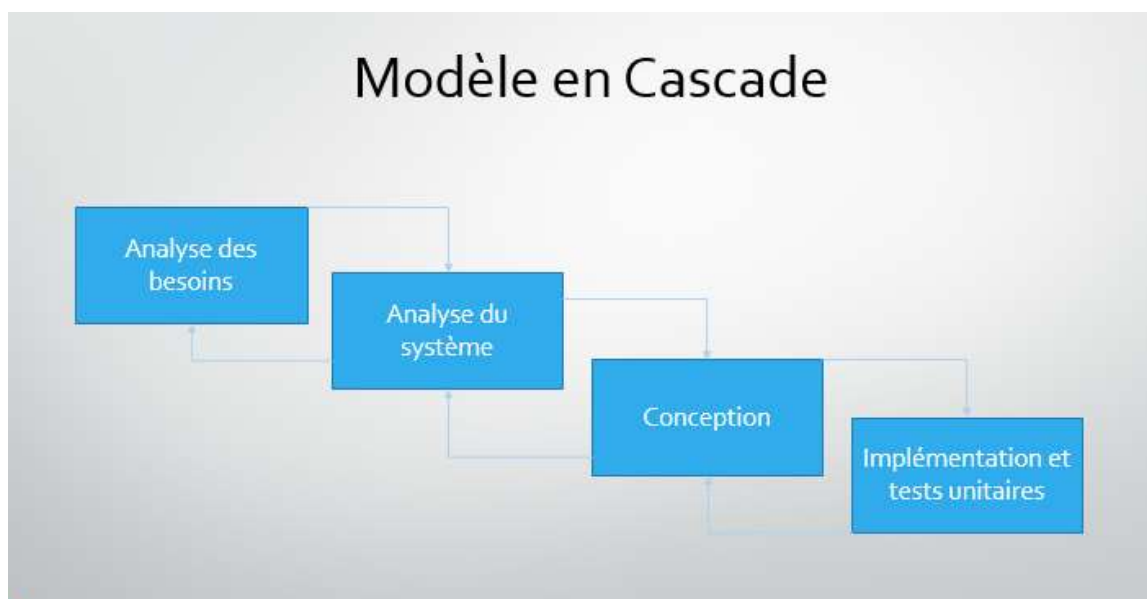 Modèle en Cascade
Analyse des
besoins
Analyse du
système
Conception
Implémentation et
tests unitaires